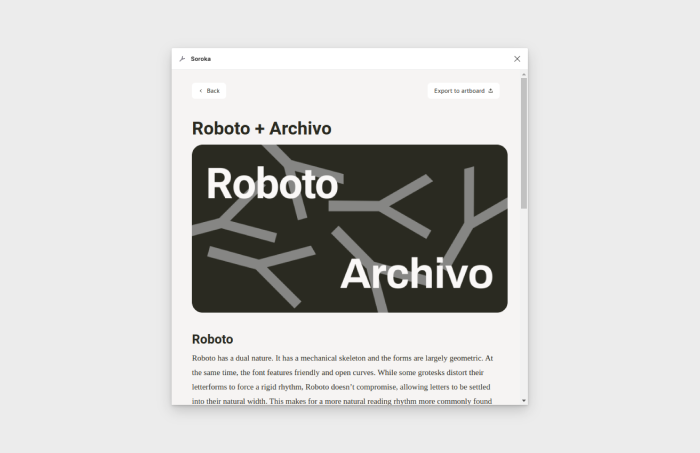 Soroka
Back
Export to artboard
Roboto + Archivo
Roboto
Archivo
Roboto
Roboto has a dual nature. It has a mechanical skeleton and the forms are largely geometric. At
the same time, the font features friendly and open curves. While some grotesks distort their
letterforms to force a rigid rhythm, Roboto doesn’t compromise, allowing letters to be settled
into their natural width. This makes for a more natural reading rhythm more commonly found